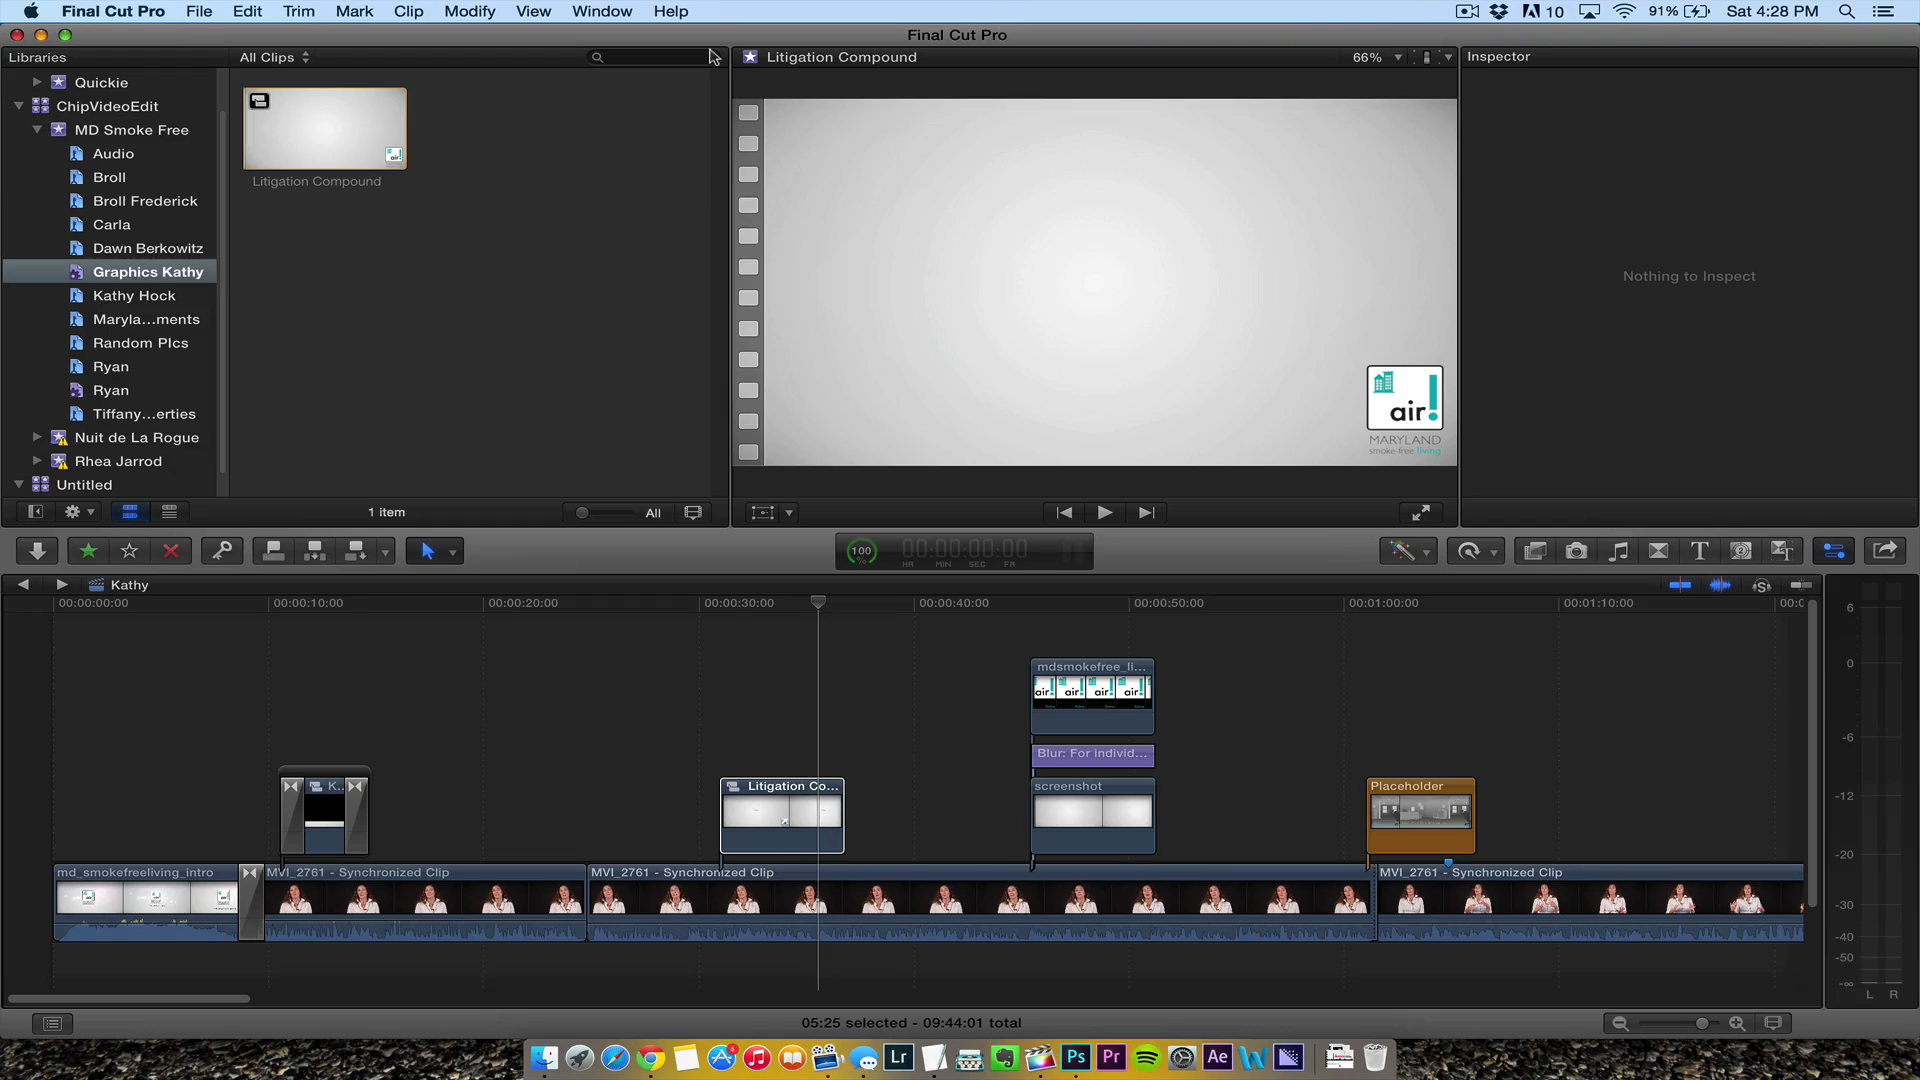 Final Cut Pro File Edit Trim Mark Clip Modify View Window Help
10 91% Sat 4:28 PM
Final Cut Pro
Libraries
All Clips
Litigation Compound
66%
Inspector
Quickie
ChipVideoEdit
MD Smoke Free
Audio
Broll
Broll Frederick
Carla
Dawn Berkowitz
Graphics Kathy
Kathy Hock
Maryla...ments
Random PIcs
Ryan
Ryan
Tiffany...erties
Nuit de La Rogue
Rhea Jarrod
Untitled
Litigation Compound
air!
air!
MARYLAND
smoke-free living
Nothing to Inspect
1 item
All
100
%
00:00:00:00
HR MIN SEC FR
Kathy
00:00:00:00 00:00:10:00 00:00:20:00 00:00:30:00 00:00:40:00 00:00:50:00 00:01:00:00 00:01:10:00
mdsmokefree_li...
air! air! air! air!
Blur: For individ...
K...
Litigation Co...
screenshot
Placeholder
md_smokefreeliving_intro
MVI_2761 - Synchronized Clip
MVI_2761 - Synchronized Clip
MVI_2761 - Synchronized Clip
6
0
-6
-12
-20
-30
-40
-50
-∞
L R
05:25 selected - 09:44:01 total
Lr
Ps
Pr
Ae
W